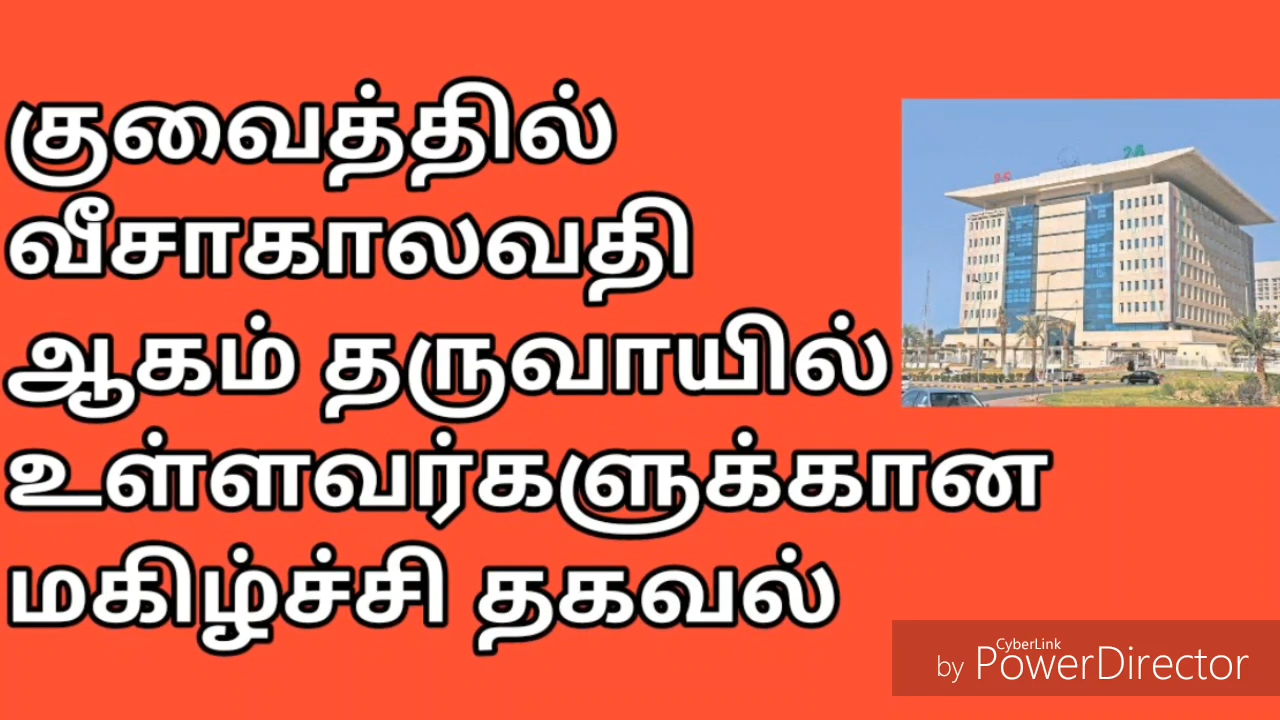 குவைத்தில்
வீசாகாலவதி
ஆகம் தருவாயில்
உள்ளவர்களுக்கான
மகிழ்ச்சி தகவல்
CyberLink
by PowerDirector